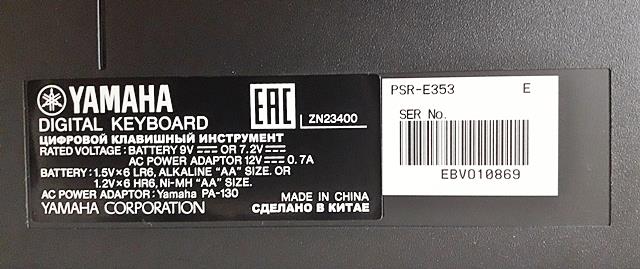 YAMAHA
EAC
ZN23400
DIGITAL KEYBOARD
ЦИФРОВОЙ КЛАВИШНЫЙ ИНСТРУМЕНТ
RATED VOLTAGE: BATTERY 9V ⎓ OR 7.2V ⎓
AC POWER ADAPTOR 12V ⎓ 0.7A
BATTERY: 1.5V×6 LR6, ALKALINE "AA" SIZE. OR
1.2V×6 HR6, Ni-MH "AA" SIZE.
AC POWER ADAPTOR: Yamaha PA-130
MADE IN CHINA
YAMAHA CORPORATION
СДЕЛАНО В КИТАЕ
PSR-E353 E
SER No.
EBVO10869